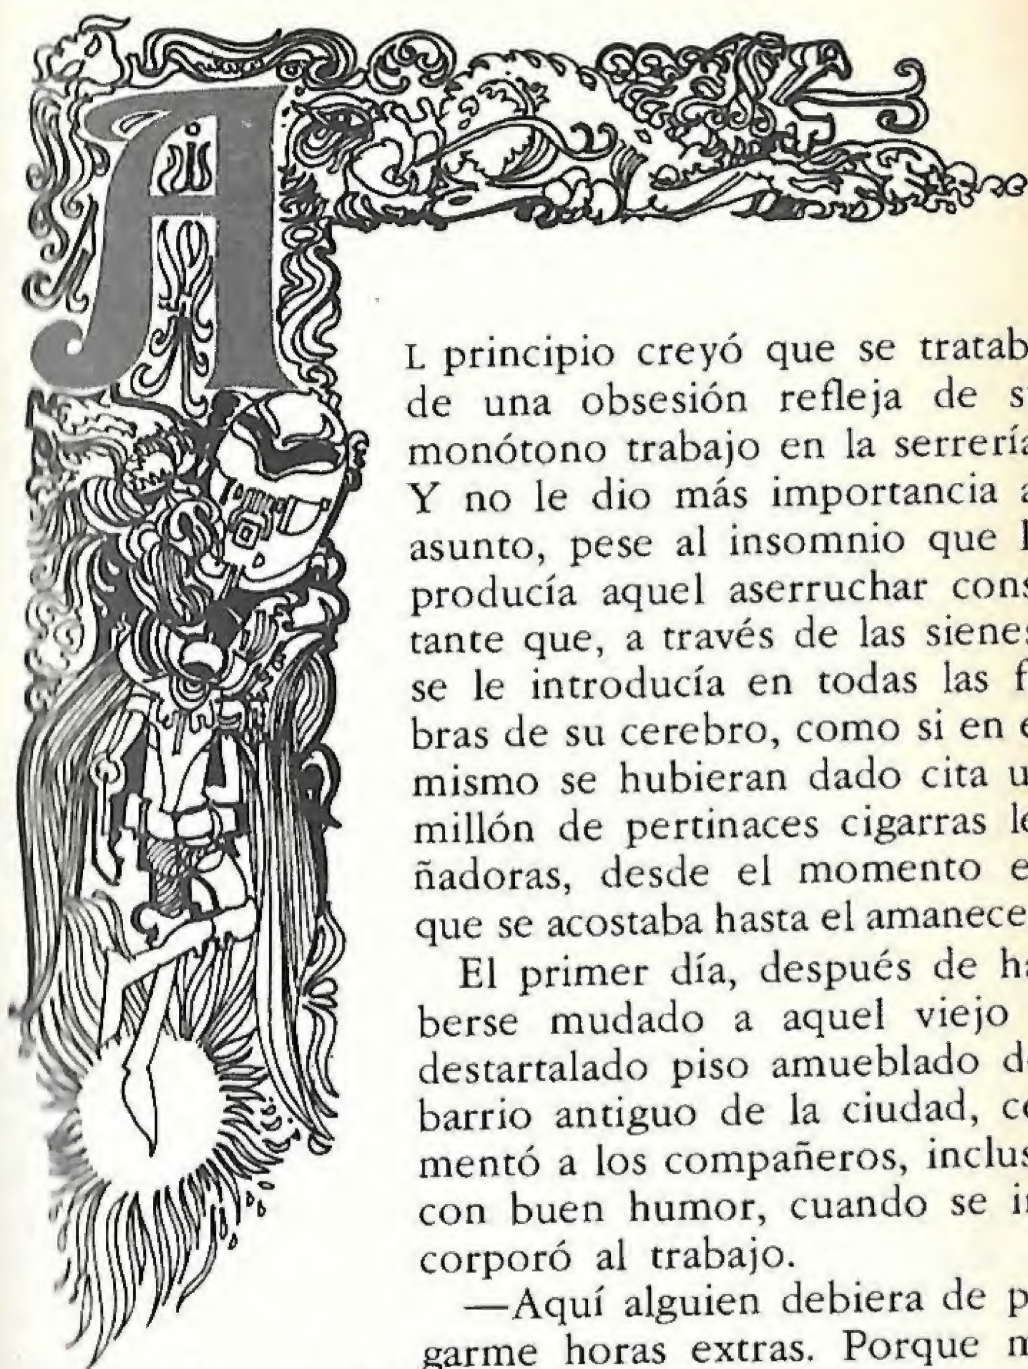 AL principio creyó que se tratab
de una obsesión refleja de s
monótono trabajo en la serrería
Y no le dio más importancia a
asunto, pese al insomnio que l
producía aquel aserruchar cons
tante que, a través de las sienes
se le introducía en todas las f
bras de su cerebro, como si en e
mismo se hubieran dado cita u
millón de pertinaces cigarras le
ñadoras, desde el momento e
que se acostaba hasta el amanece
El primer día, después de ha
berse mudado a aquel viejo
destartalado piso amueblado d
barrio antiguo de la ciudad, co
mentó a los compañeros, inclus
con buen humor, cuando se in
corporó al trabajo.
—Aquí alguien debiera de p
garme horas extras. Porque n